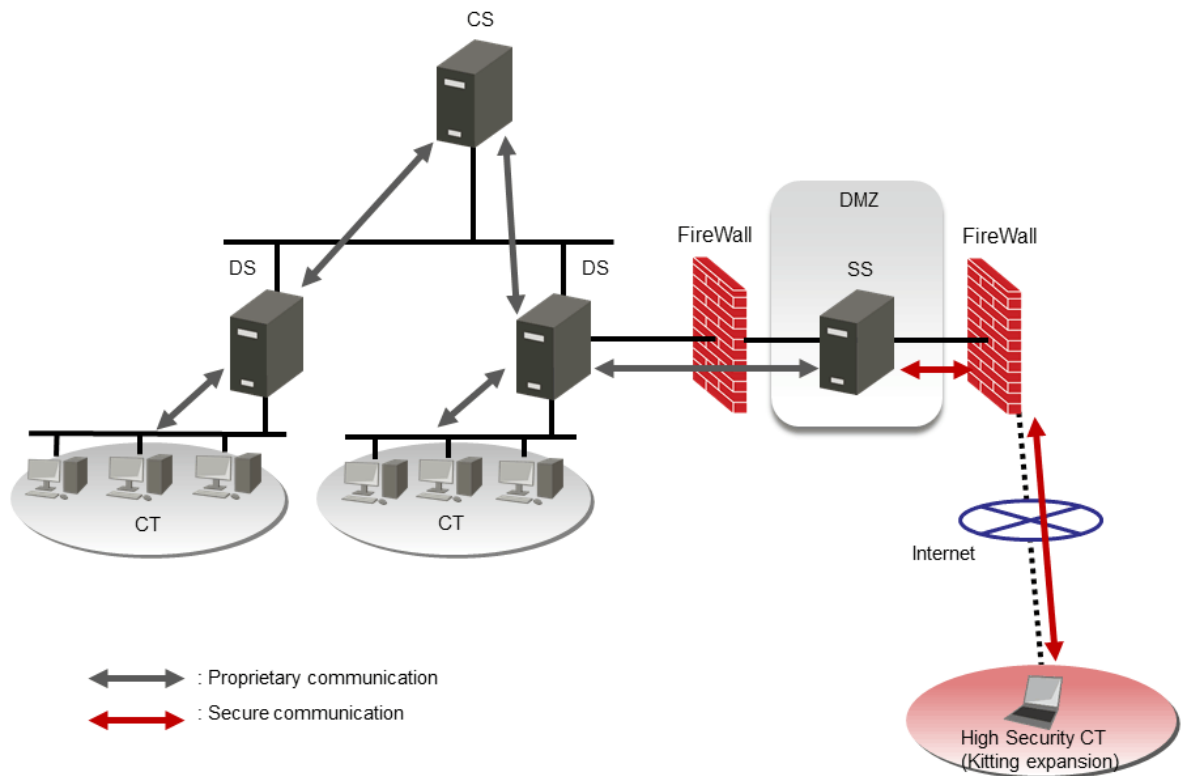 CS
DMZ
FireWall
FireWall
DS
DS
SS
CT
CT
Internet
: Proprietary communication
: Secure communication
High Security CT
(Kitting expansion)